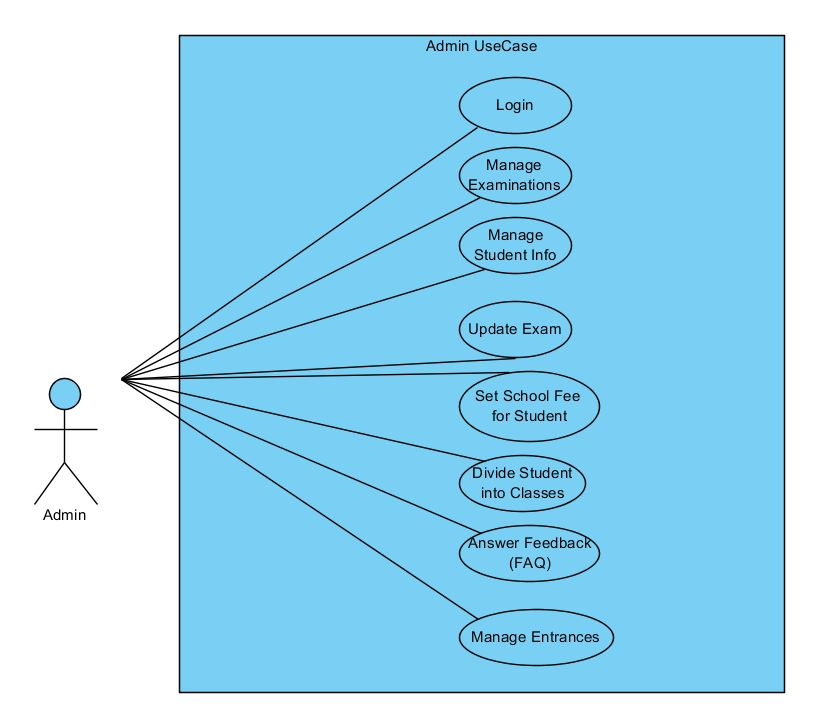 Admin UseCase
Login
Manage
Examinations
Manage
Student Info
Update Exam
Set School Fee
for Student
Divide Student
into Classes
Answer Feedback
(FAQ)
Manage Entrances
Admin